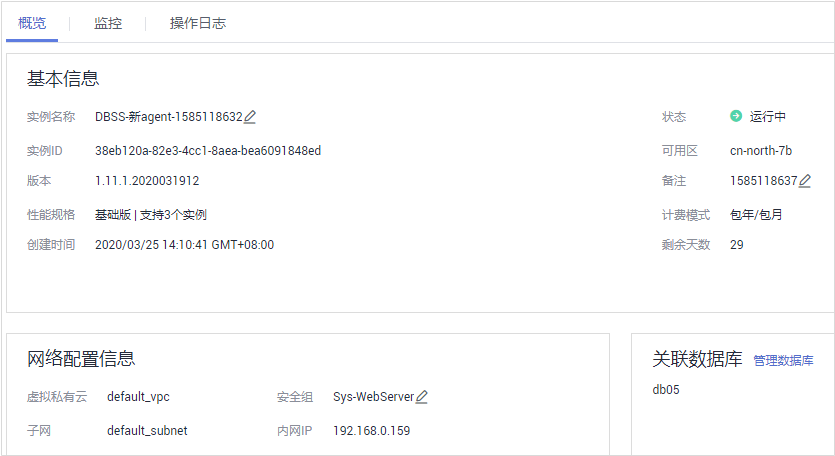 概览 监控 操作日志
基本信息
实例名称 DBSS-新agent-1585118632 状态 运行中
实例ID 38eb120a-82e3-4cc1-8aea-bea6091848ed 可用区 cn-north-7b
版本 1.11.1.2020031912 备注 1585118637
性能规格 基础版 | 支持3个实例 计费模式 包年/包月
创建时间 2020/03/25 14:10:41 GMT+08:00 剩余天数 29
网络配置信息 关联数据库 管理数据库
虚拟私有云 default_vpc 安全组 Sys-WebServer db05
子网 default_subnet 内网IP 192.168.0.159